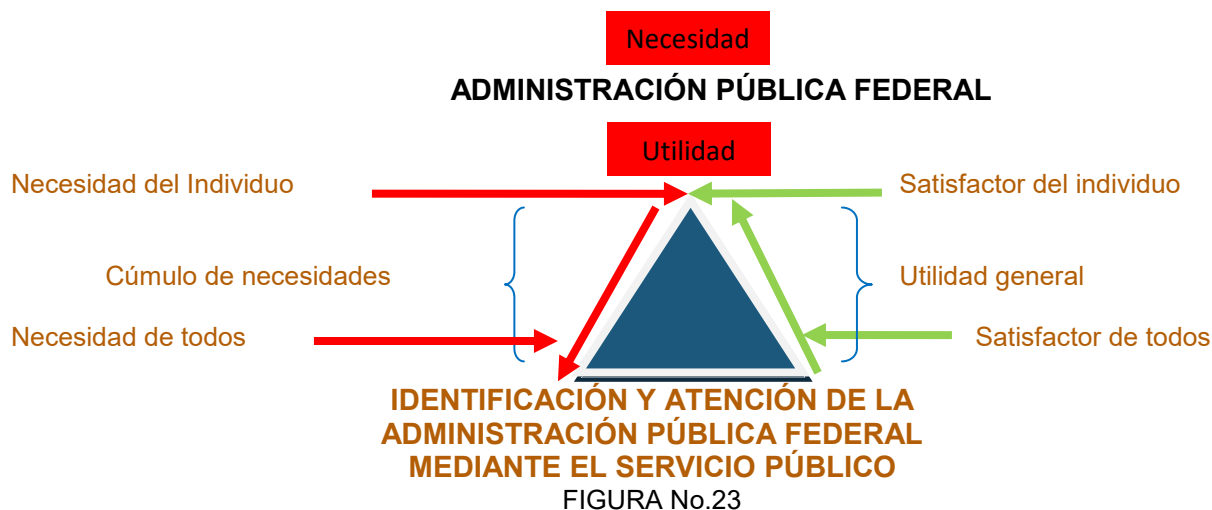 Necesidad
ADMINISTRACIÓN PÚBLICA FEDERAL
Utilidad
Necesidad del Individuo
Satisfactor del individuo
Cúmulo de necesidades
Utilidad general
Necesidad de todos
Satisfactor de todos
IDENTIFICACIÓN Y ATENCIÓN DE LA
ADMINISTRACIÓN PÚBLICA FEDERAL
MEDIANTE EL SERVICIO PÚBLICO
FIGURA No.23